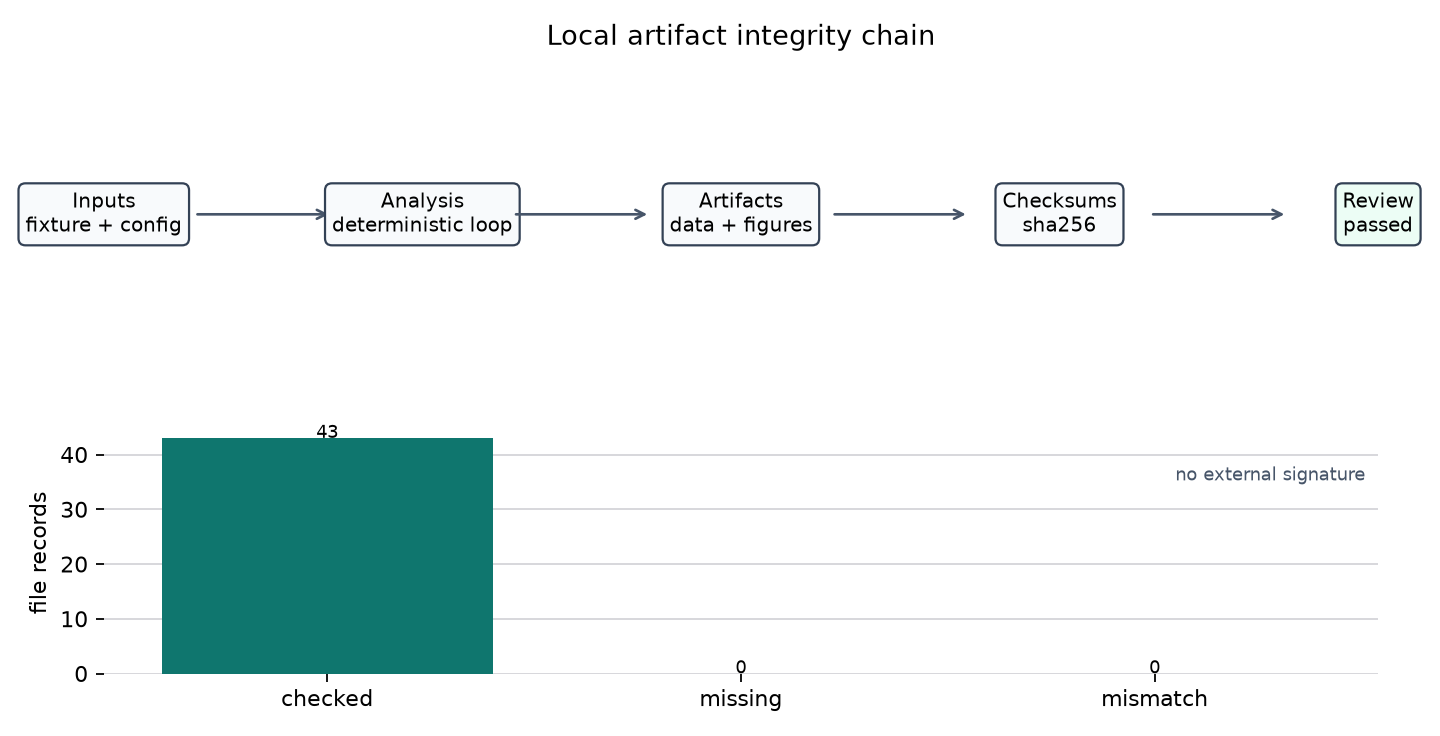 Local artifact integrity chain
Inputs
fixture + config
Analysis
deterministic loop
Artifacts
data + figures
Checksums
sha256
Review
passed
file records
40
30
20
10
0
43
0
0
no external signature
checked
missing
mismatch